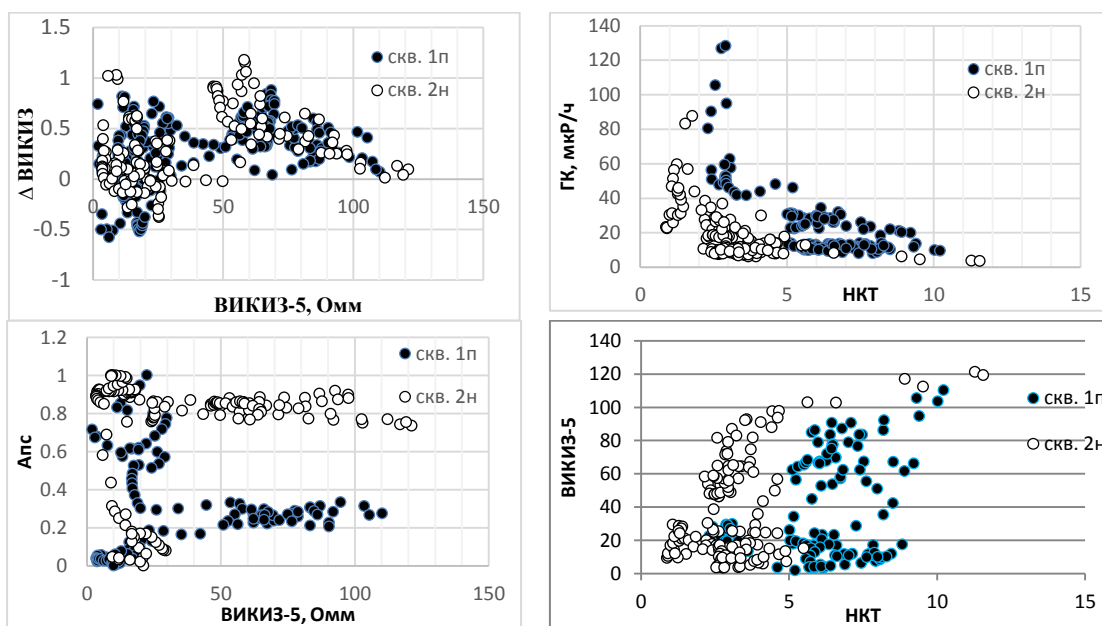 1.5
1
0.5
0
-0.5
-1
0
50
100
150
Δ ВИКИЗ
ВИКИЗ-5, Омм
скв. 1п
скв. 2н
140
120
100
80
60
40
20
0
0
5
10
15
ГК, мкР/ч
НКТ
скв. 1п
скв. 2н
1.2
1
0.8
0.6
0.4
0.2
0
0
50
100
150
Апс
ВИКИЗ-5, Омм
скв. 1п
скв. 2н
140
120
100
80
60
40
20
0
0
5
10
15
ВИКИЗ-5
НКТ
скв. 1п
скв. 2н